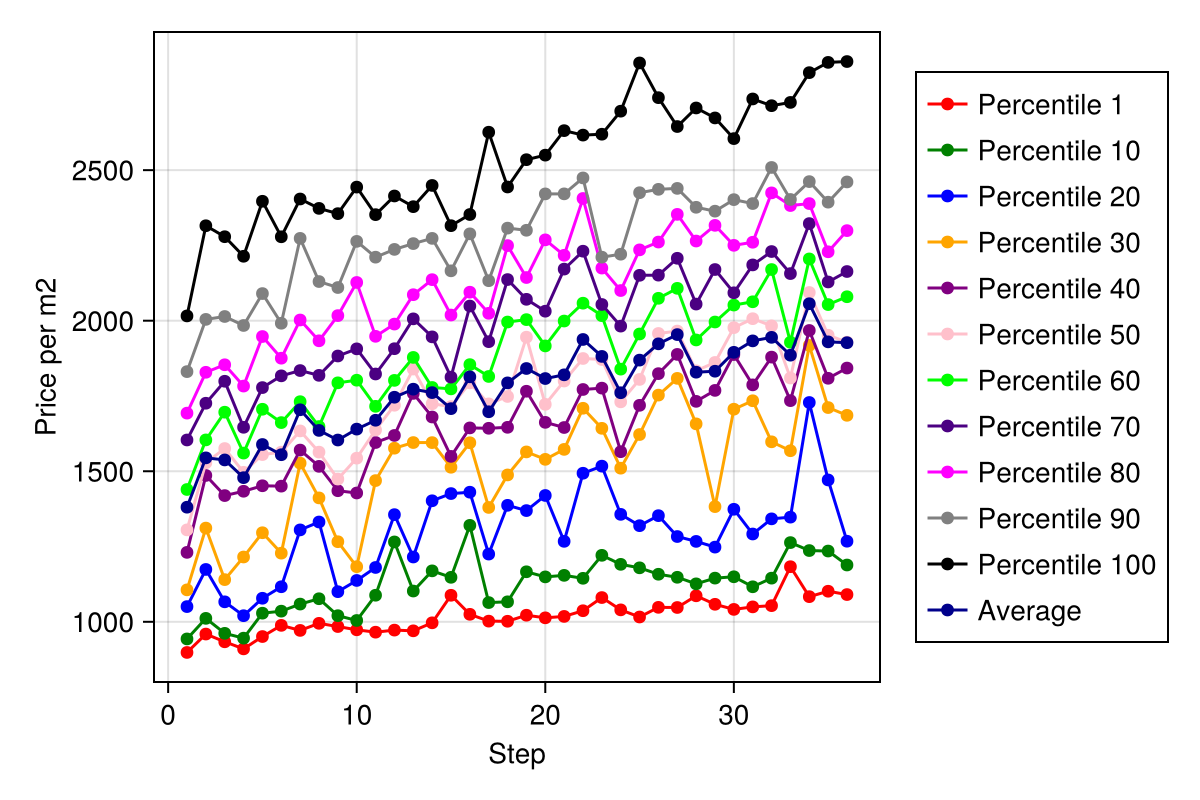 Price per m2
2500
2000
1500
1000
0 10 20 30
Step
Percentile 1
Percentile 10
Percentile 20
Percentile 30
Percentile 40
Percentile 50
Percentile 60
Percentile 70
Percentile 80
Percentile 90
Percentile 100
Average